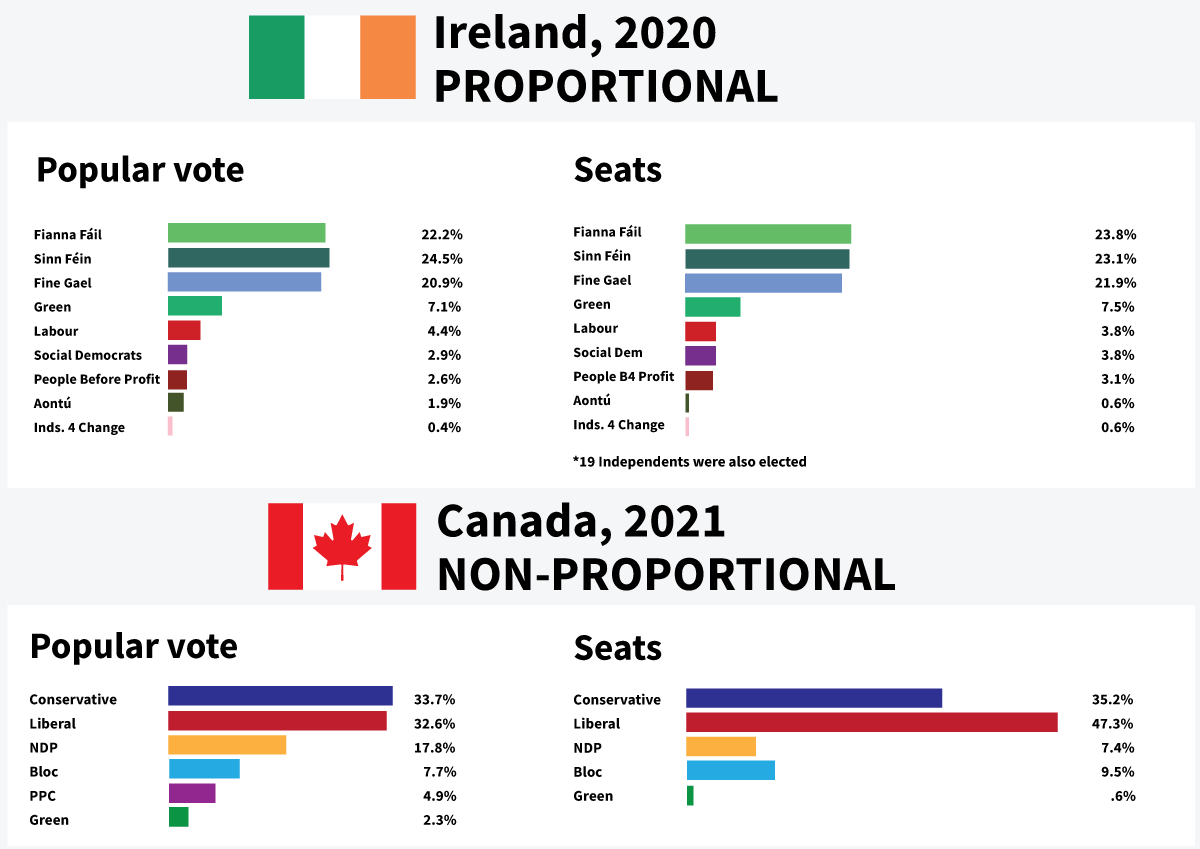 Ireland, 2020
PROPORTIONAL
Popular vote
Fianna Fáil 22.2%
Sinn Féin 24.5%
Fine Gael 20.9%
Green 7.1%
Labour 4.4%
Social Democrats 2.9%
People Before Profit 2.6%
Aontú 1.9%
Inds. 4 Change 0.4%
Seats
Fianna Fáil 23.8%
Sinn Féin 23.1%
Fine Gael 21.9%
Green 7.5%
Labour 3.8%
Social Dem 3.8%
People B4 Profit 3.1%
Aontú 0.6%
Inds. 4 Change 0.6%
*19 Independents were also elected
Canada, 2021
NON-PROPORTIONAL
Popular vote
Conservative 33.7%
Liberal 32.6%
NDP 17.8%
Bloc 7.7%
PPC 4.9%
Green 2.3%
Seats
Conservative 35.2%
Liberal 47.3%
NDP 7.4%
Bloc 9.5%
Green .6%